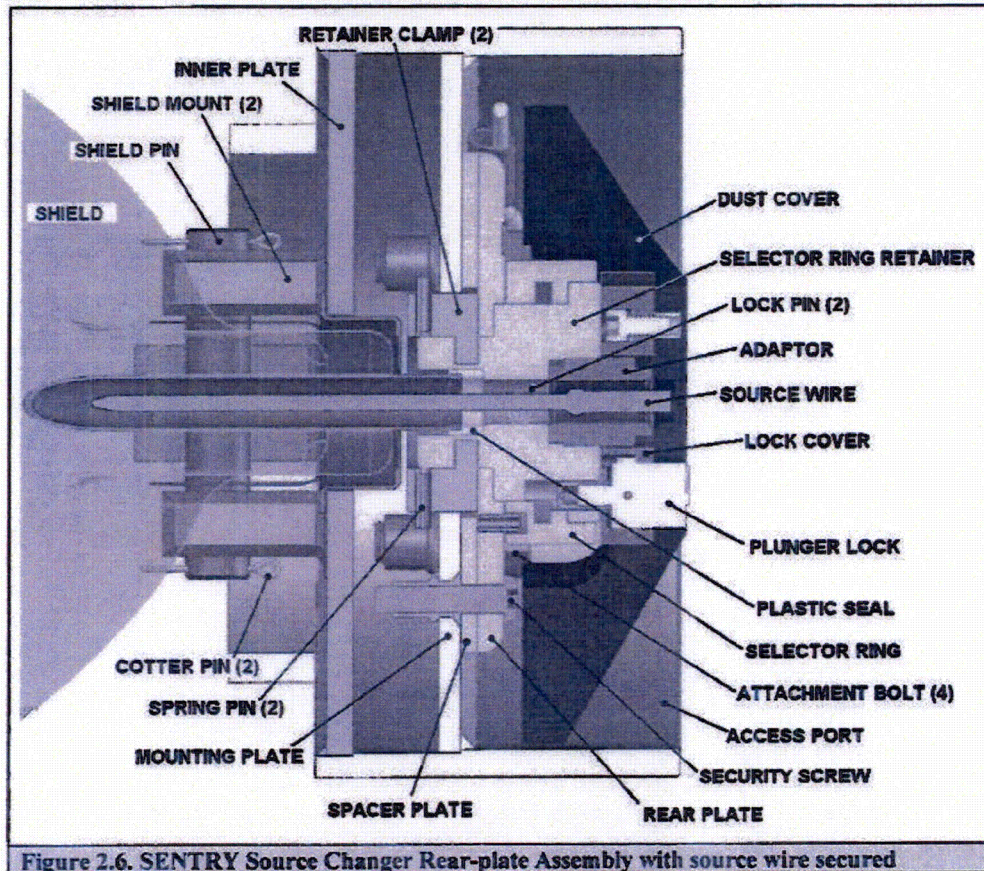 RETAINER CLAMP (2)
INNER PLATE
SHIELD MOUNT (2)
SHIELD PIN
SHIELD
DUST COVER
SELECTOR RING RETAINER
LOCK PIN (2)
ADAPTOR
SOURCE WIRE
LOCK COVER
PLUNGER LOCK
PLASTIC SEAL
SELECTOR RING
ATTACHMENT BOLT (4)
ACCESS PORT
SECURITY SCREW
REAR PLATE
COTTER PIN (2)
SPRING PIN (2)
MOUNTING PLATE
SPACER PLATE
Figure 2.6. SENTRY Source Changer Rear-plate Assembly with source wire secured